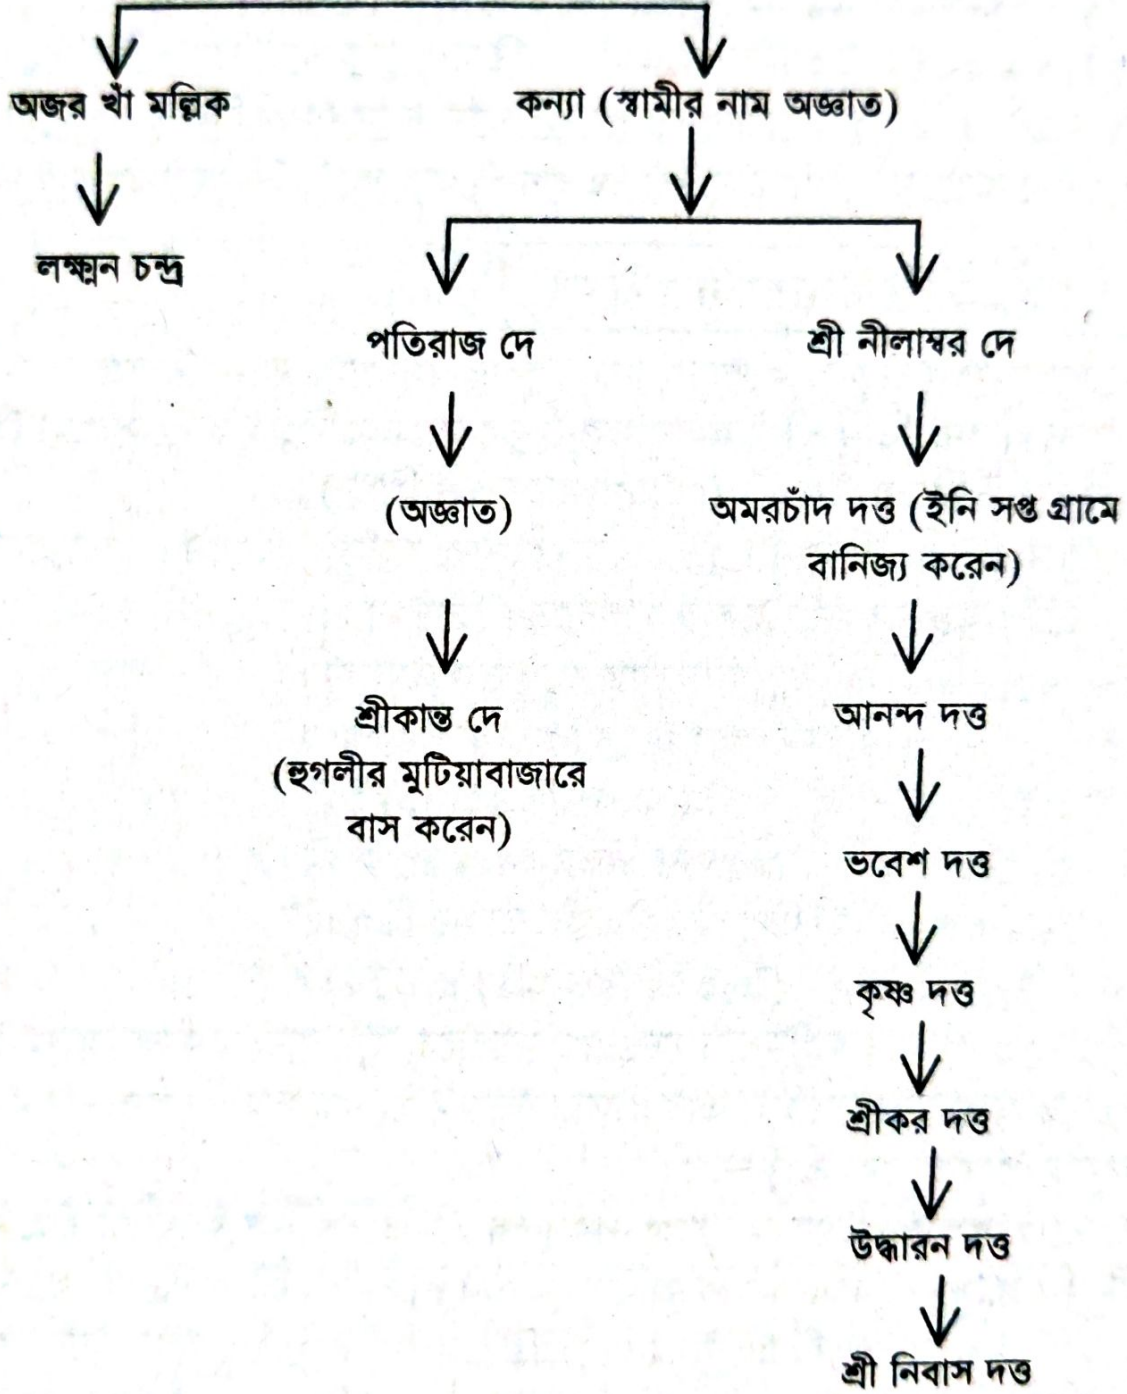 অজর খাঁ মল্লিক
কন্যা (স্বামীর নাম অজ্ঞাত)
লক্ষ্মন চন্দ্র
পতিরাজ দে
শ্রী নীলাম্বর দে
(অজ্ঞাত)
অমরচাঁদ দত্ত (ইনি সপ্ত গ্রামে
বানিজ্য করেন)
শ্রীকান্ত দে
(হুগলীর মুটিয়াবাজারে
বাস করেন)
আনন্দ দত্ত
ভবেশ দত্ত
কৃষ্ণ দত্ত
শ্রীকর দত্ত
উদ্ধারন দত্ত
শ্রী নিবাস দত্ত